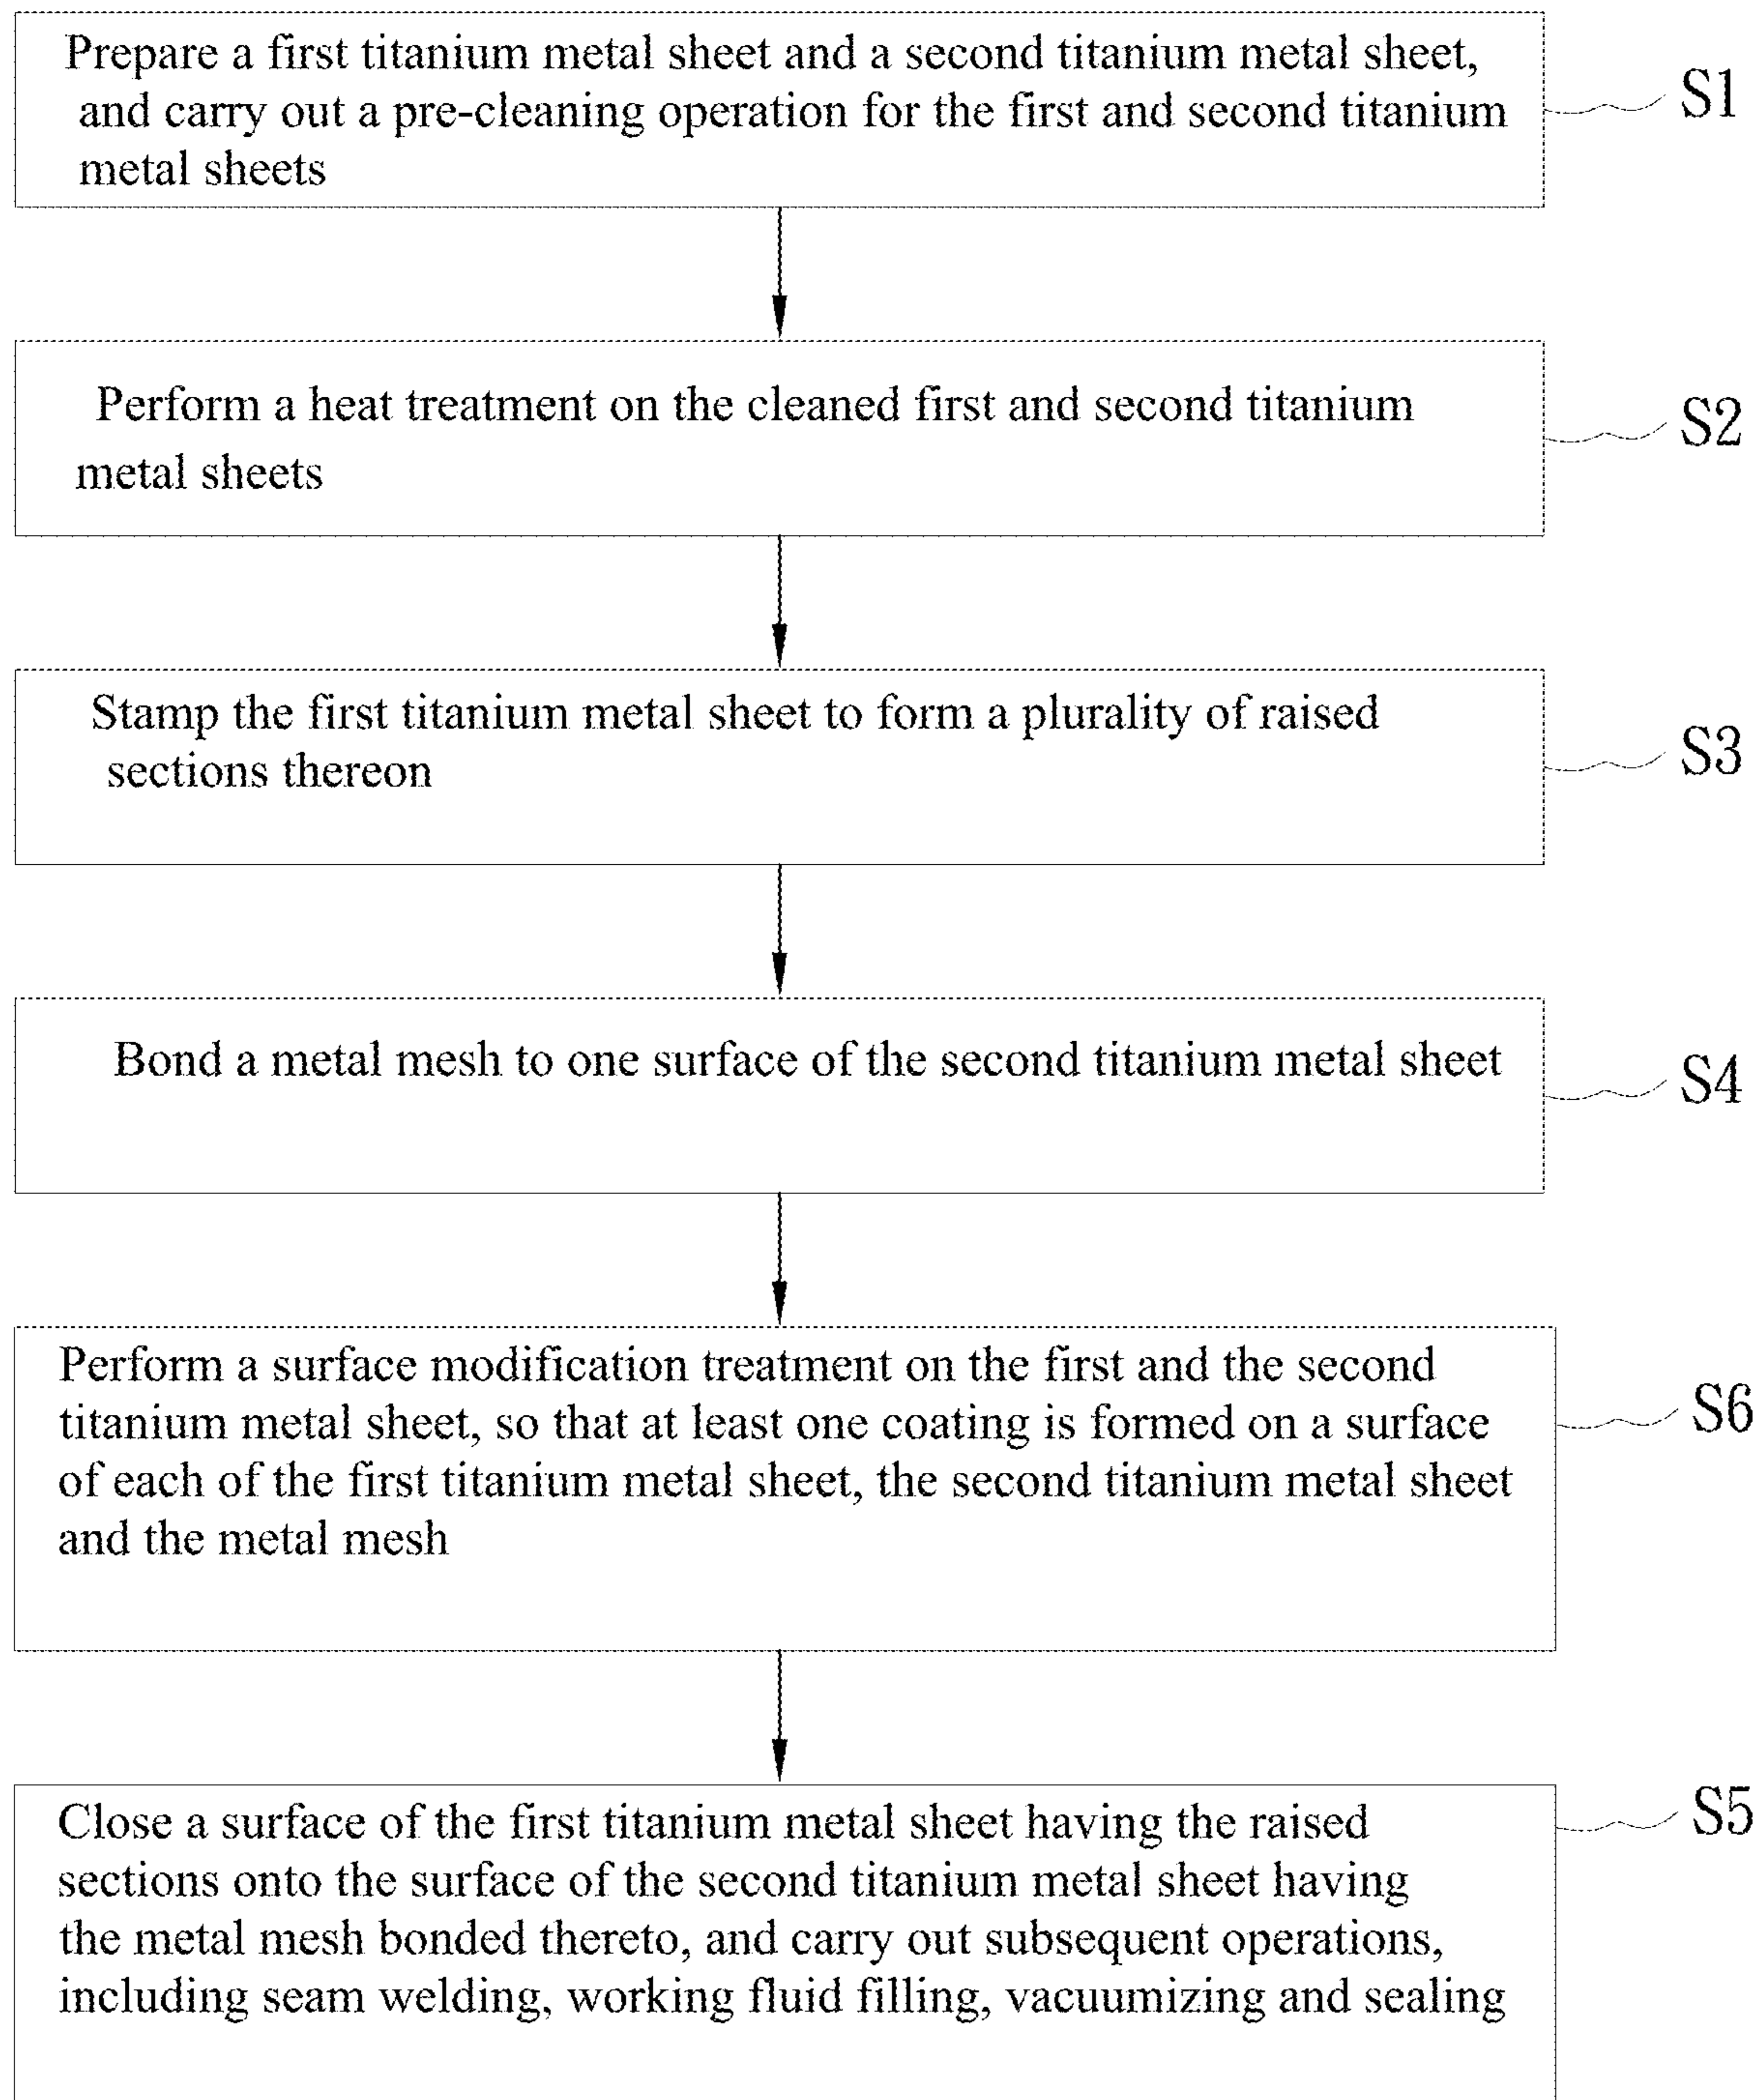 Prepare a first titanium metal sheet and a second titanium metal sheet,
and carry out a pre-cleaning operation for the first and second titanium
metal sheets
S1
Perform a heat treatment on the cleaned first and second titanium
metal sheets
S2
Stamp the first titanium metal sheet to form a plurality of raised
sections thereon
S3
Bond a metal mesh to one surface of the second titanium metal sheet
S4
Perform a surface modification treatment on the first and the second
titanium metal sheet, so that at least one coating is formed on a surface
of each of the first titanium metal sheet, the second titanium metal sheet
and the metal mesh
S6
Close a surface of the first titanium metal sheet having the raised
sections onto the surface of the second titanium metal sheet having
the metal mesh bonded thereto, and carry out subsequent operations,
including seam welding, working fluid filling, vacuumizing and sealing
S5